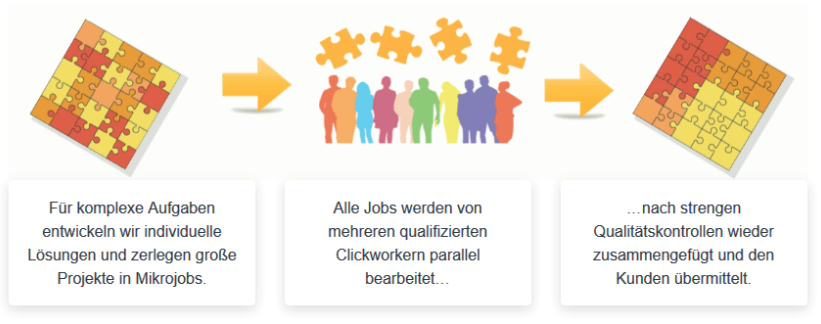 Für komplexe Aufgaben
entwickeln wir individuelle
Lösungen und zerlegen große
Projekte in Mikrojobs.
Alle Jobs werden von
mehreren qualifizierten
Clickworkern parallel
bearbeitet…
…nach strengen
Qualitätskontrollen wieder
zusammengefügt und den
Kunden übermittelt.